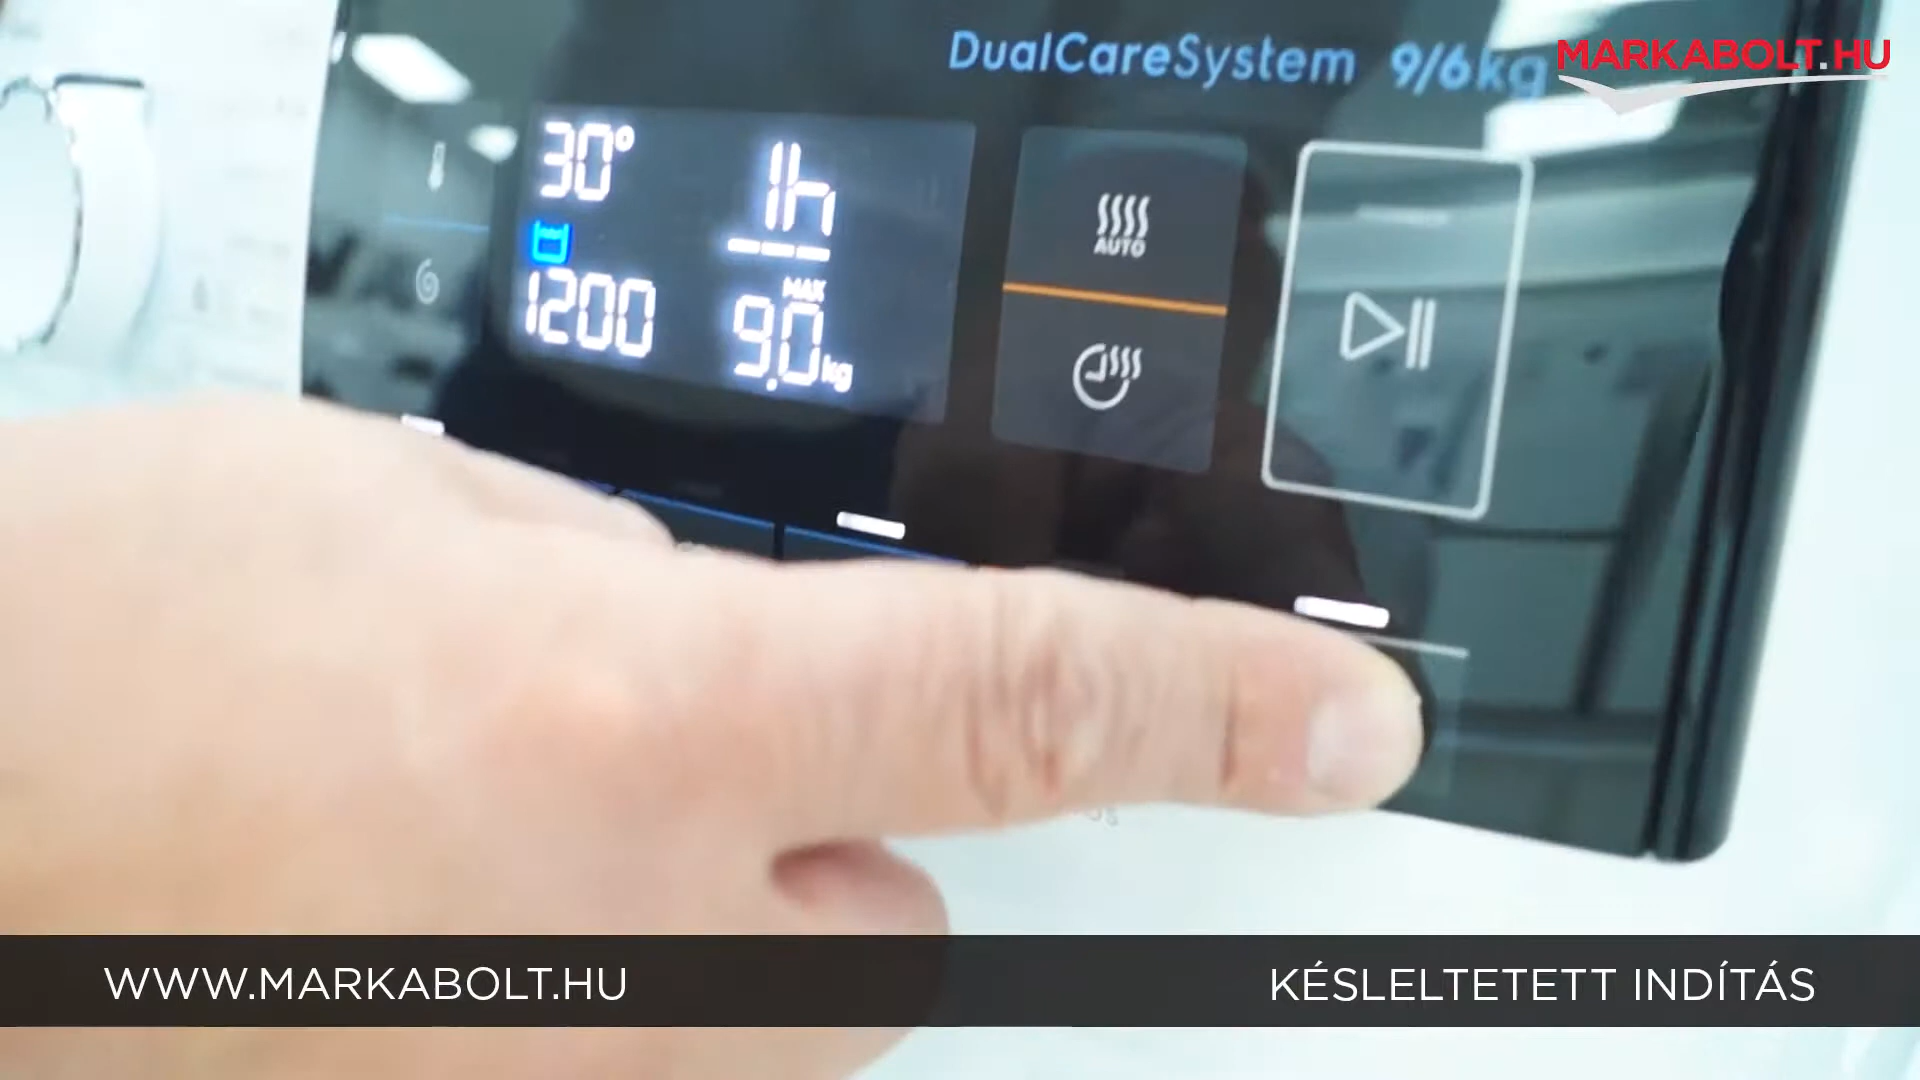 DualCareSystem 9/6kg
MARKABOLT.HU
30°
1h
AUTO
1200
MAX
9.0kg
WWW.MARKABOLT.HU
KÉSLELTETETT INDÍTÁS